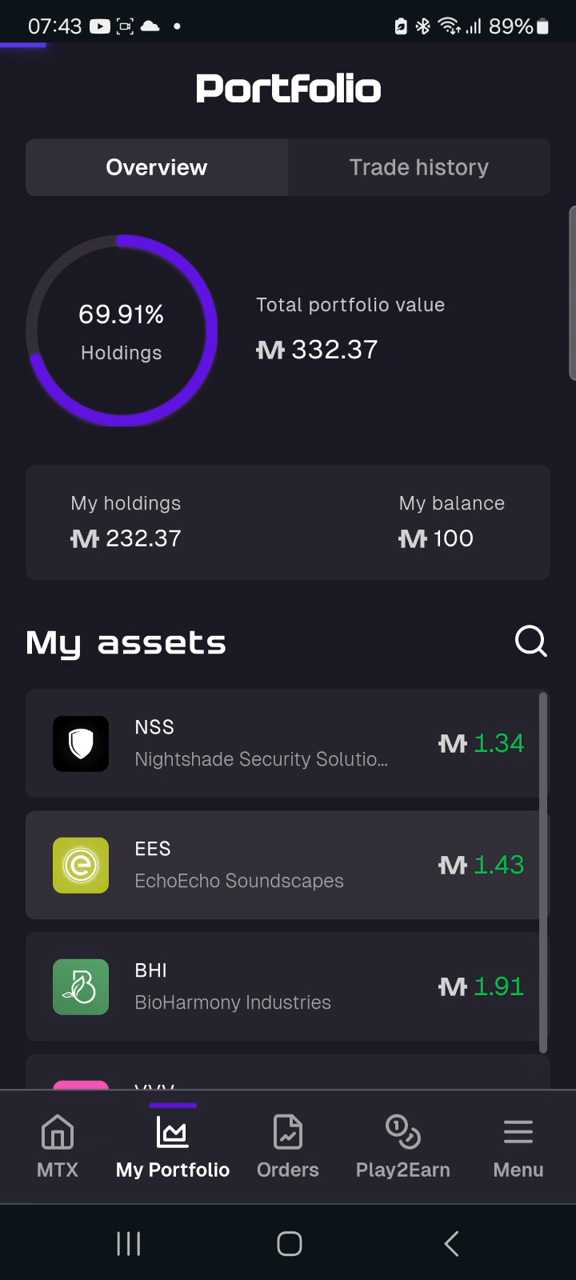 07:43
89%
Portfolio
Overview
Trade history
69.91%
Holdings
Total portfolio value
M 332.37
My holdings
M 232.37
My balance
M 100
My assets
NSS
Nightshade Security Solutio...
M 1.34
EES
EchoEcho Soundscapes
M 1.43
BHI
BioHarmony Industries
M 1.91
MTX
My Portfolio
Orders
Play2Earn
Menu